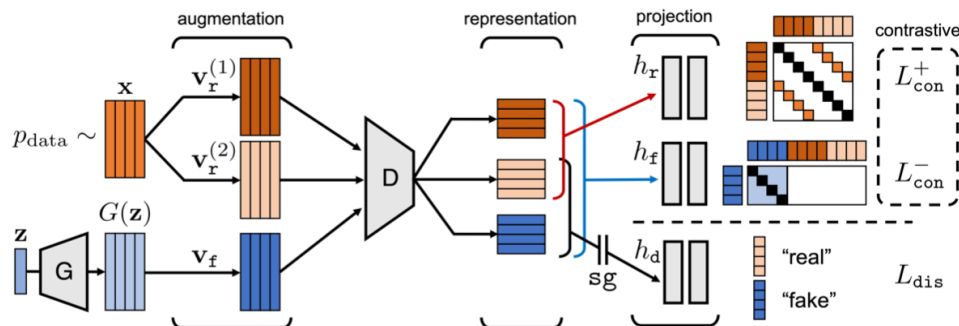 augmentation
representation
projection
contrastive
x
v_r^(1)
h_r
L_con^+
p_data ~
v_r^(2)
D
h_f
L_con^-
G(z)
z
G
v_f
sg
h_d
"real"
"fake"
L_dis